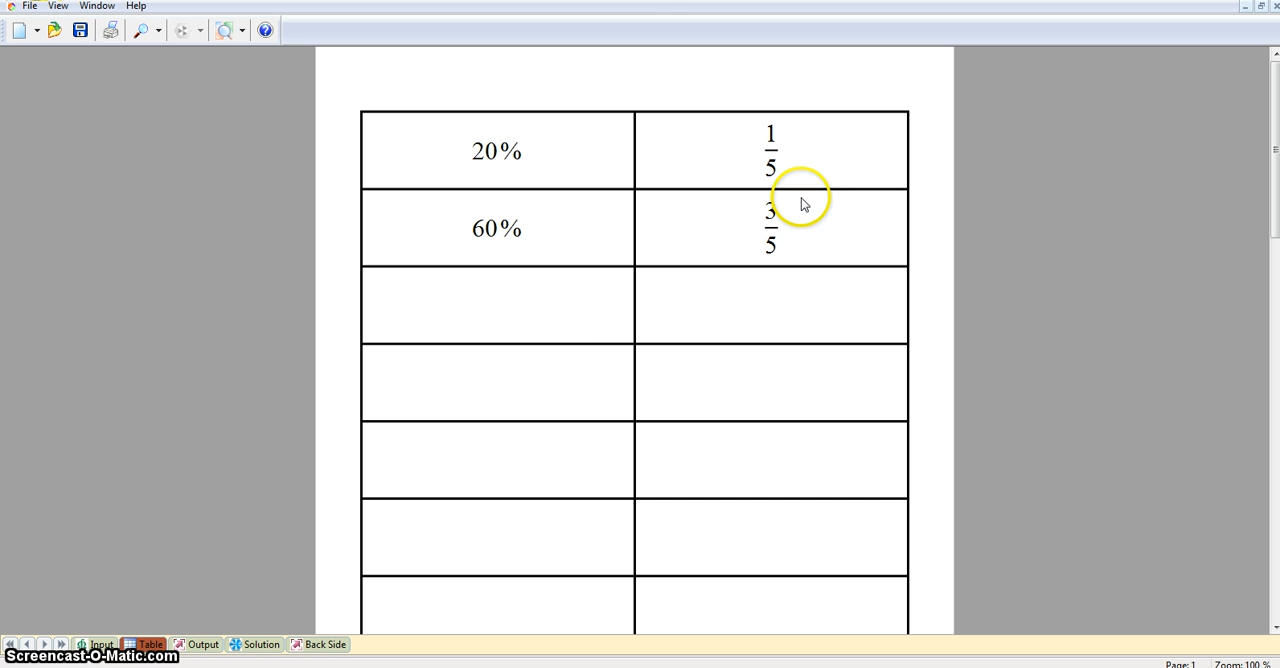 File View Window Help
20% 1/5
60% 3/5
Input Table Output Solution Back Side
Screencast-O-Matic.com
Page: 1 Zoom: 100 %